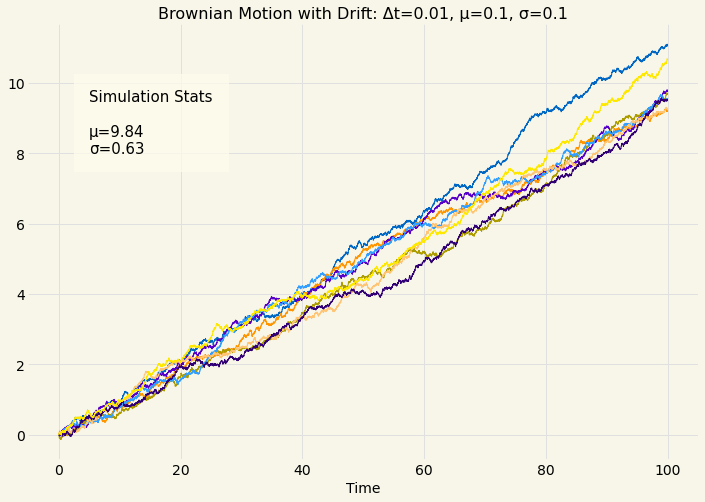 Brownian Motion with Drift: Δt=0.01, μ=0.1, σ=0.1
10
8
6
4
2
0
Simulation Stats
μ=9.84
σ=0.63
0 20 40 60 80 100
Time